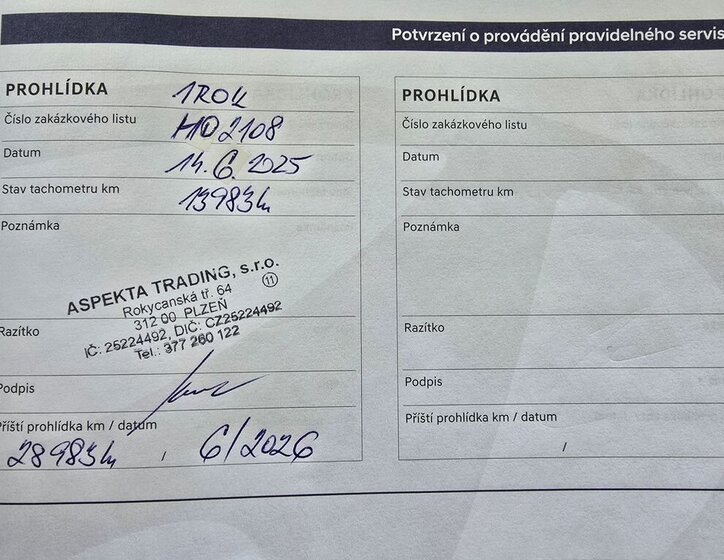 Potvrzení o provádění pravidelného servis
PROHLÍDKA 1ROK
Číslo zakázkového listu HO2108
Datum 14.6.2025
Stav tachometru km 13983km
Poznámka
ASPEKTA TRADING, s.r.o.
Rokycanská tř. 64 11
312 00 PLZEŇ
IČ: 25224492, DIČ: CZ25224492
Tel.: 377 260 122
Razítko
Podpis
Příští prohlídka km / datum
28983km / 6/2026
PROHLÍDKA
Číslo zakázkového listu
Datum
Stav tachometru km
Poznámka
Razítko
Podpis
Příští prohlídka km / datum
/